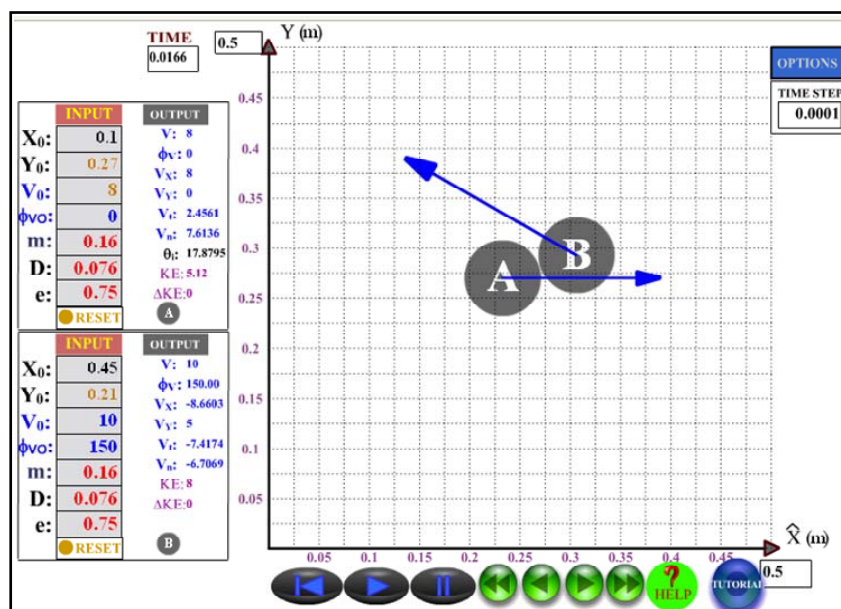 TIME
0.0166
0.5
Y (m)
OPTIONS
TIME STEP
0.0001
INPUT
OUTPUT
X0: 0.1
Y0: 0.27
V0: 8
ϕvo: 0
m: 0.16
D: 0.076
e: 0.75
RESET
V: 8
ϕV: 0
VX: 8
VY: 0
Vt: 2.4561
Vn: 7.6136
θi: 17.8795
KE: 5.12
ΔKE: 0
A
INPUT
OUTPUT
X0: 0.45
Y0: 0.21
V0: 10
ϕvo: 150
m: 0.16
D: 0.076
e: 0.75
RESET
V: 10
ϕV: 150.00
VX: -8.6603
VY: 5
Vt: -7.4174
Vn: -6.7069
KE: 8
ΔKE: 0
B
0.45
0.4
0.35
0.3
0.25
0.2
0.15
0.1
0.05
A
B
0.05 0.1 0.15 0.2 0.25 0.3 0.35 0.4 0.45
X̂ (m)
0.5
?
HELP
TUTORIAL